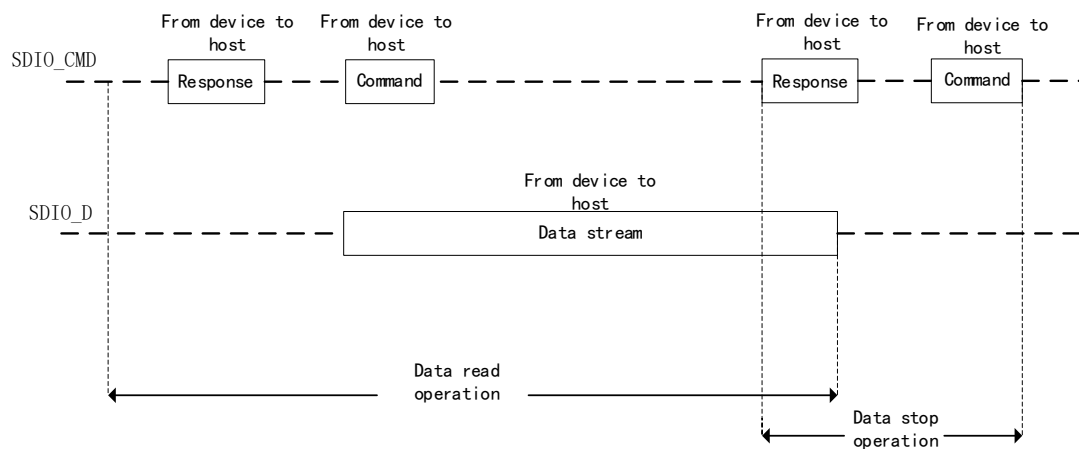 From device to
host
From device to
host
From device to
host
From device to
host
SDIO_CMD
Response
Command
Response
Command
From device to
host
SDIO_D
Data stream
Data read
operation
Data stop
operation